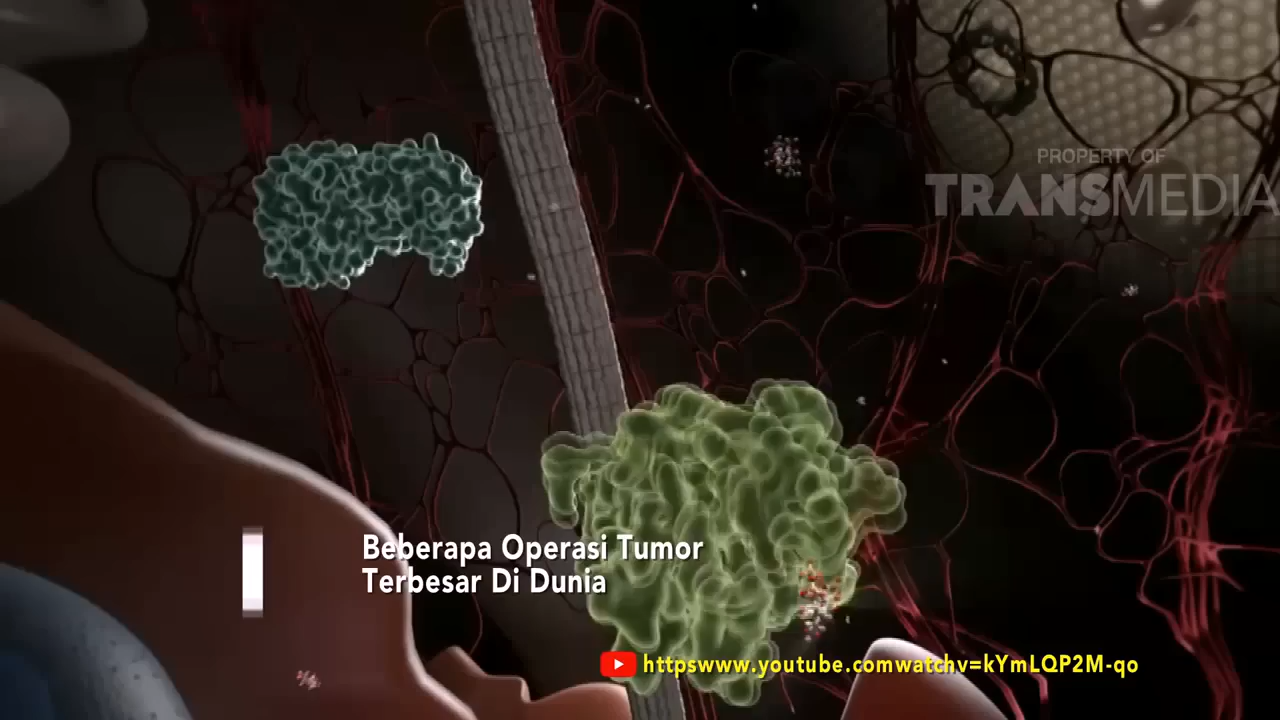 PROPERTY OF
TRANSMEDIA
Beberapa Operasi Tumor
Terbesar Di Dunia
httpswww.youtube.comwatchv=kYmLQP2M-qo